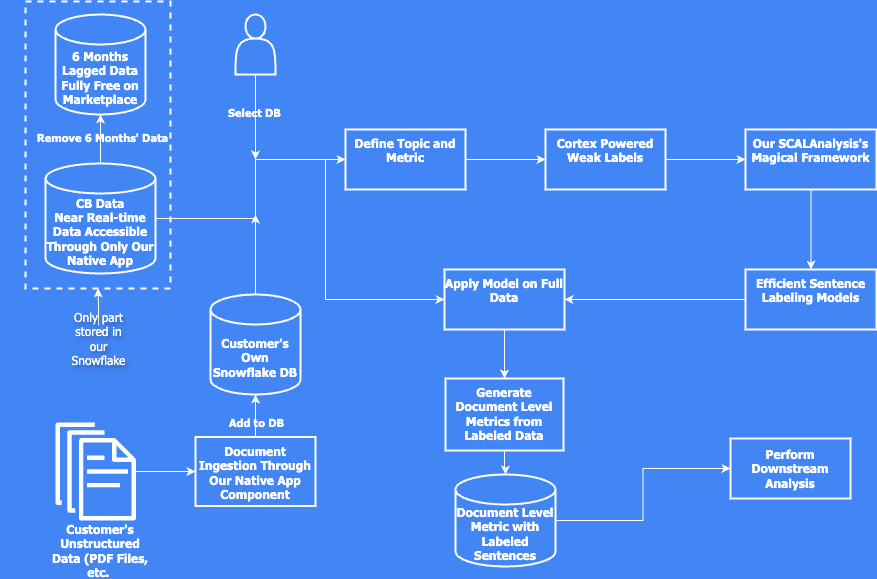 6 Months
Lagged Data
Fully Free on
Marketplace
Remove 6 Months' Data
CB Data
Near Real-time
Data Accessible
Through Only Our
Native App
Only part
stored in
our
Snowflake
Select DB
Define Topic and
Metric
Cortex Powered
Weak Labels
Our SCALAnalysis's
Magical Framework
Efficient Sentence
Labeling Models
Apply Model on Full
Data
Customer's
Own
Snowflake DB
Add to DB
Document
Ingestion Through
Our Native App
Component
Customer's
Unstructured
Data (PDF Files,
etc.
Generate
Document Level
Metrics from
Labeled Data
Document Level
Metric with
Labeled
Sentences
Perform
Downstream
Analysis